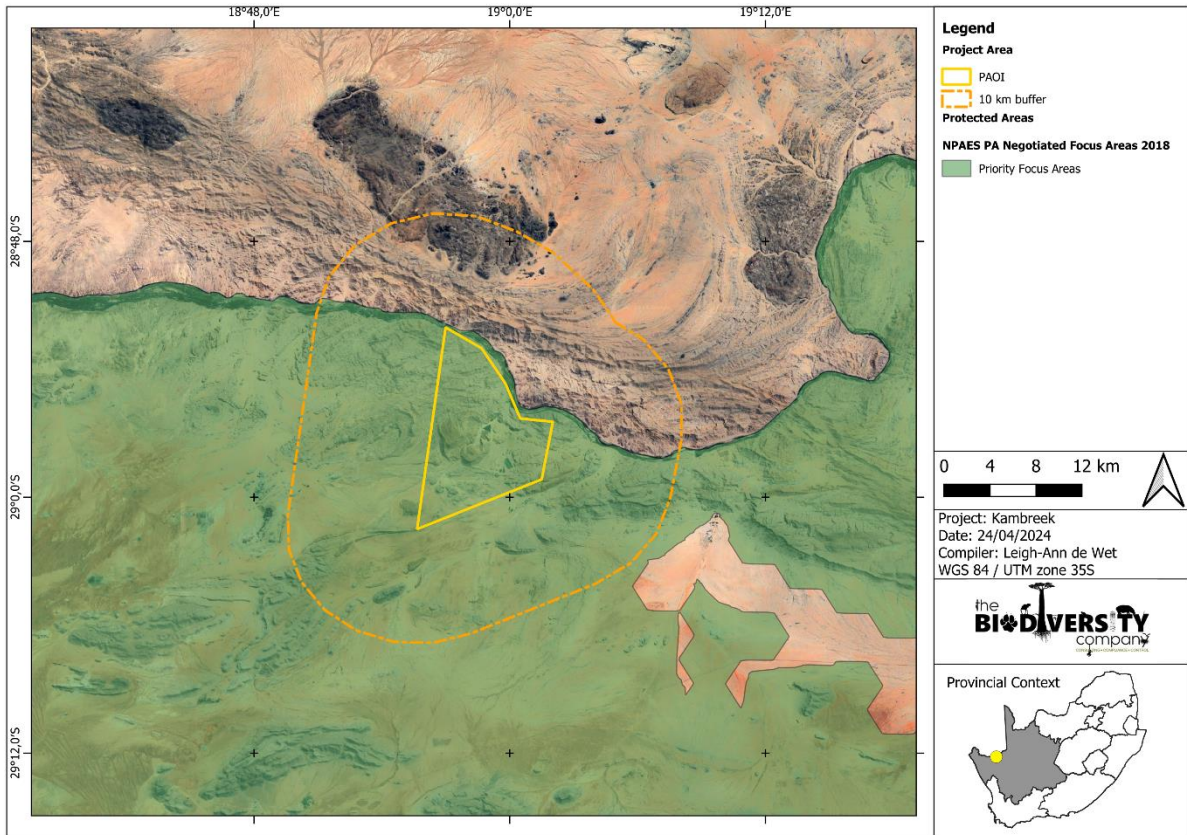 18°48,0'E
19°0,0'E
19°12,0'E
28°48,0'S
29°0,0'S
29°12,0'S
Legend
Project Area
PAOI
10 km buffer
Protected Areas
NPAES PA Negotiated Focus Areas 2018
Priority Focus Areas
0 4 8 12 km
Project: Kambreek
Date: 24/04/2024
Compiler: Leigh-Ann de Wet
WGS 84 / UTM zone 35S
the
BIODIVERSITY
company
Provincial Context